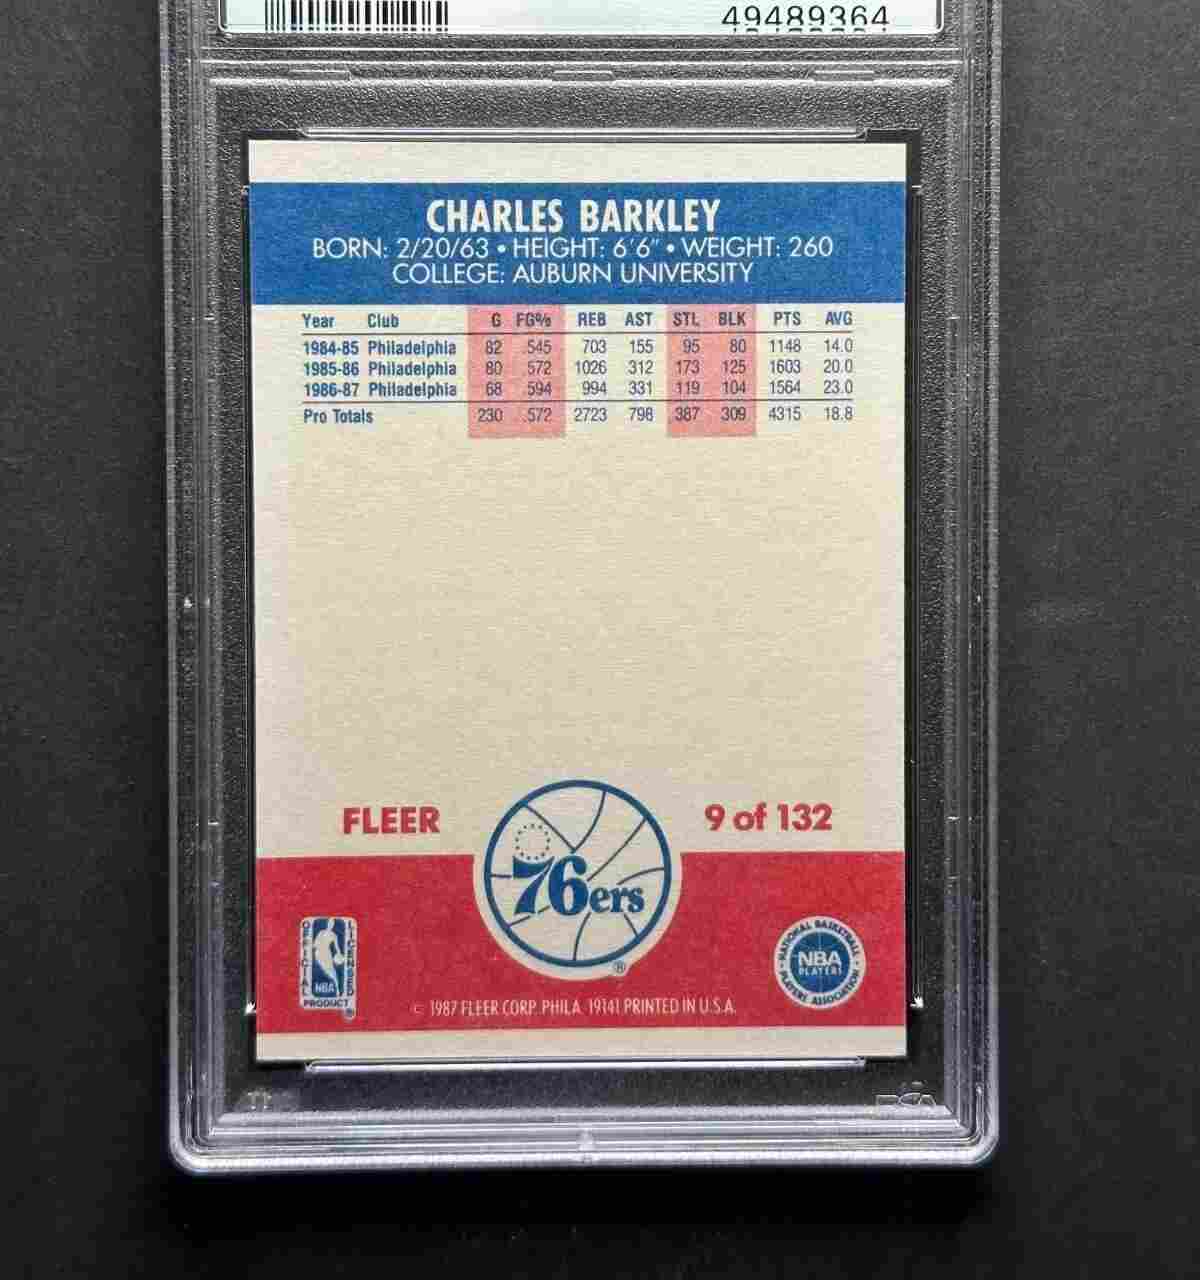 49489364
CHARLES BARKLEY
BORN: 2/20/63 • HEIGHT: 6'6" • WEIGHT: 260
COLLEGE: AUBURN UNIVERSITY
Year Club G FG% REB AST STL BLK PTS AVG
1984-85 Philadelphia 82 .545 703 155 95 80 1148 14.0
1985-86 Philadelphia 80 .572 1026 312 173 125 1603 20.0
1986-87 Philadelphia 68 .594 994 331 119 104 1564 23.0
Pro Totals 230 .572 2723 798 387 309 4315 18.8
FLEER 9 of 132
76ers
®
OFFICIAL LICENSED
NBA
PRODUCT
®
NATIONAL BASKETBALL
NBA
PLAYERS
PLAYERS ASSOCIATION
© 1987 FLEER CORP. PHILA. 19141 PRINTED IN U.S.A.
PSA